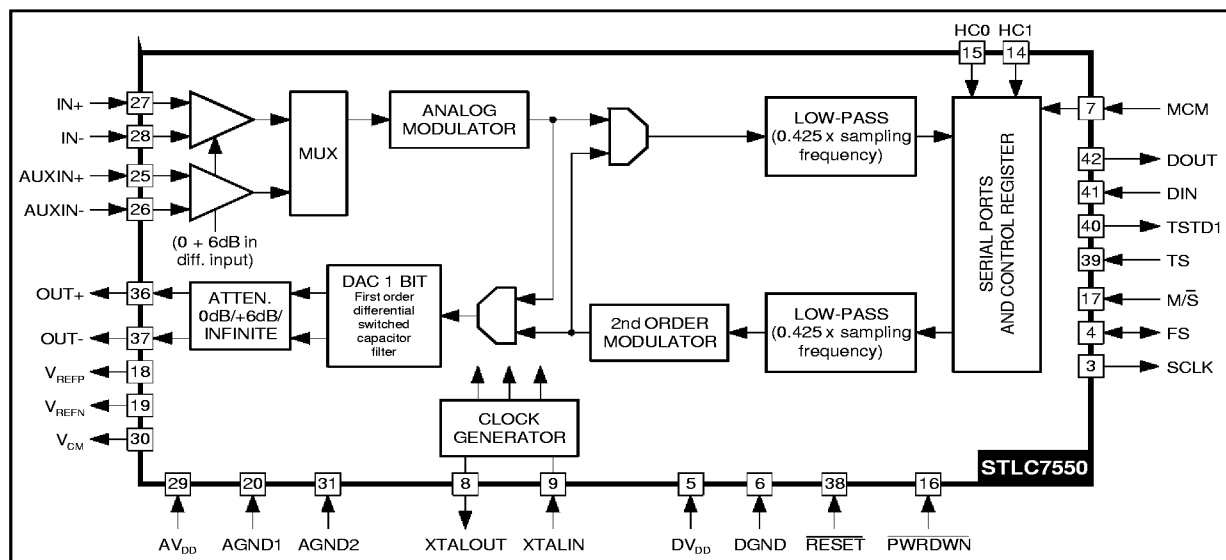 HC0 HC1
15 14
IN+ 27
IN- 28
AUXIN+ 25
AUXIN- 26
MUX
ANALOG
MODULATOR
LOW-PASS
(0.425 x sampling
frequency)
SERIAL PORTS
AND CONTROL REGISTER
7 MCM
42 DOUT
41 DIN
40 TSTD1
39 TS
17 M/S̅
4 FS
3 SCLK
(0 + 6dB in
diff. input)
OUT+ 36
OUT- 37
ATTEN.
0dB/+6dB/
INFINITE
DAC 1 BIT
First order
differential
switched
capacitor
filter
2nd ORDER
MODULATOR
LOW-PASS
(0.425 x sampling
frequency)
VREFP 18
VREFN 19
VCM 30
CLOCK
GENERATOR
STLC7550
29 20 31 8 9 5 6 38 16
AVDD AGND1 AGND2 XTALOUT XTALIN DVDD DGND R̅E̅S̅E̅T̅ P̅W̅R̅D̅W̅N̅